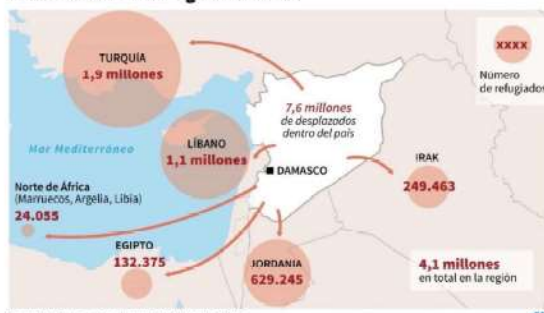 TURQUÍA
1,9 millones
xxxx
Número
de refugiados
7,6 millones
de desplazados
dentro del país
Mar Mediterráneo
LÍBANO
1,1 millones
DAMASCO
IRAK
249.463
Norte de África
(Marruecos, Argelia, Libia)
24.055
EGIPTO
132.375
JORDANIA
629.245
4,1 millones
en total en la región